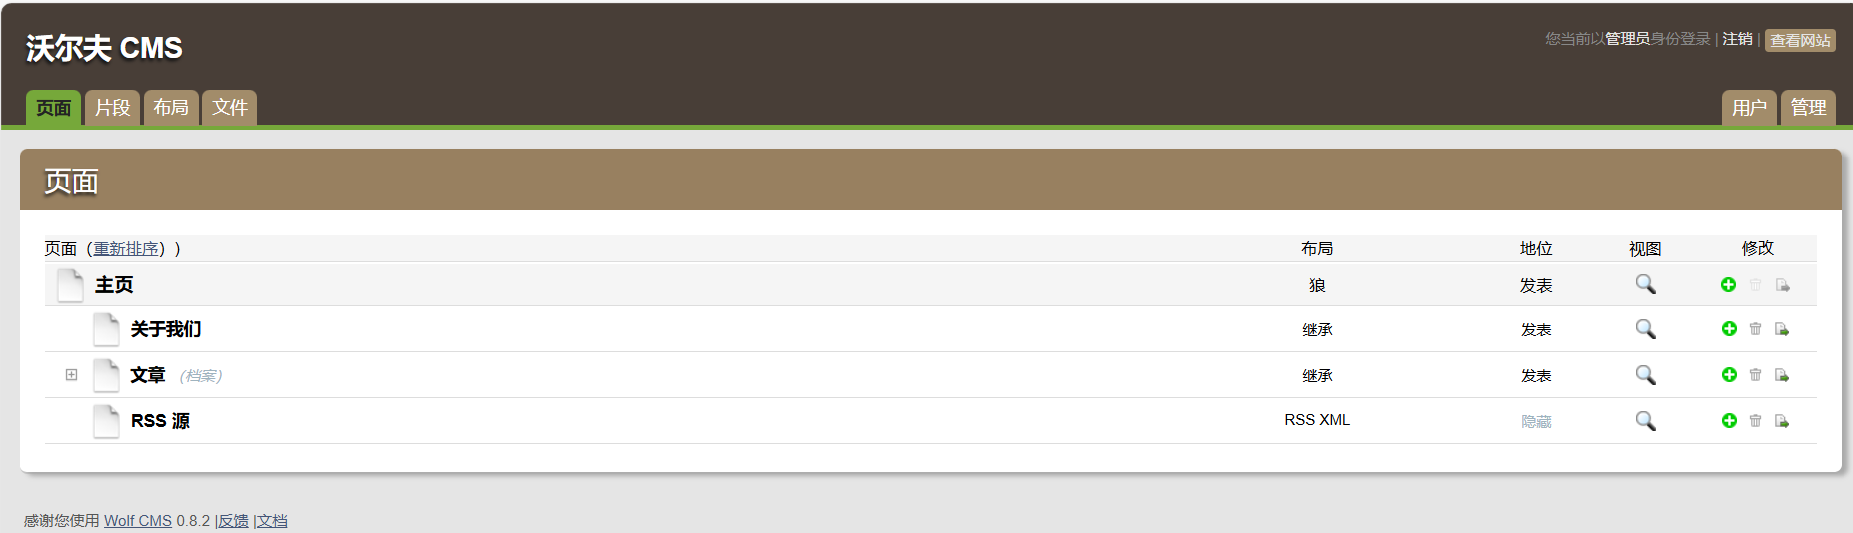 沃尔夫 CMS
您当前以管理员身份登录 | 注销 | 查看网站
页面 片段 布局 文件 用户 管理
页面
页面（重新排序）) 布局 地位 视图 修改
主页 狼 发表
关于我们 继承 发表
文章 （档案） 继承 发表
RSS 源 RSS XML 隐藏
感谢您使用 Wolf CMS 0.8.2 |反馈 |文档